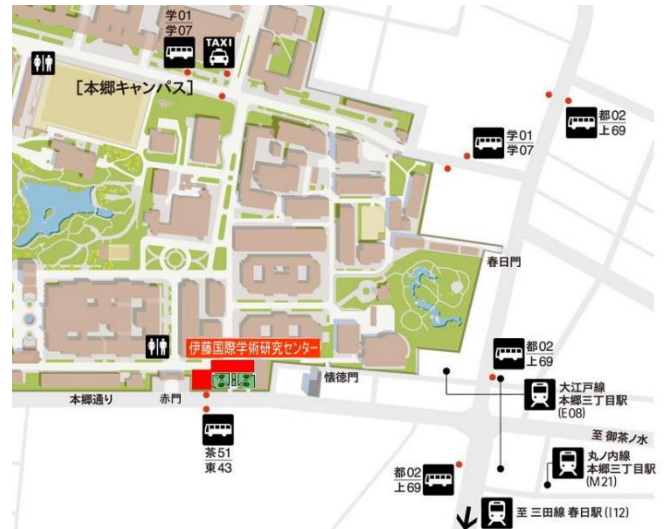 学01
学07
TAXI
[本郷キャンパス]
都02
上69
学01
学07
春日門
都02
上69
伊藤国際学術研究センター
懐徳門
大江戸線
本郷三丁目駅
(E08)
本郷通り
赤門
至 御茶ノ水
茶51
東43
丸ノ内線
本郷三丁目駅
(M21)
都02
上69
至 三田線 春日駅(I12)